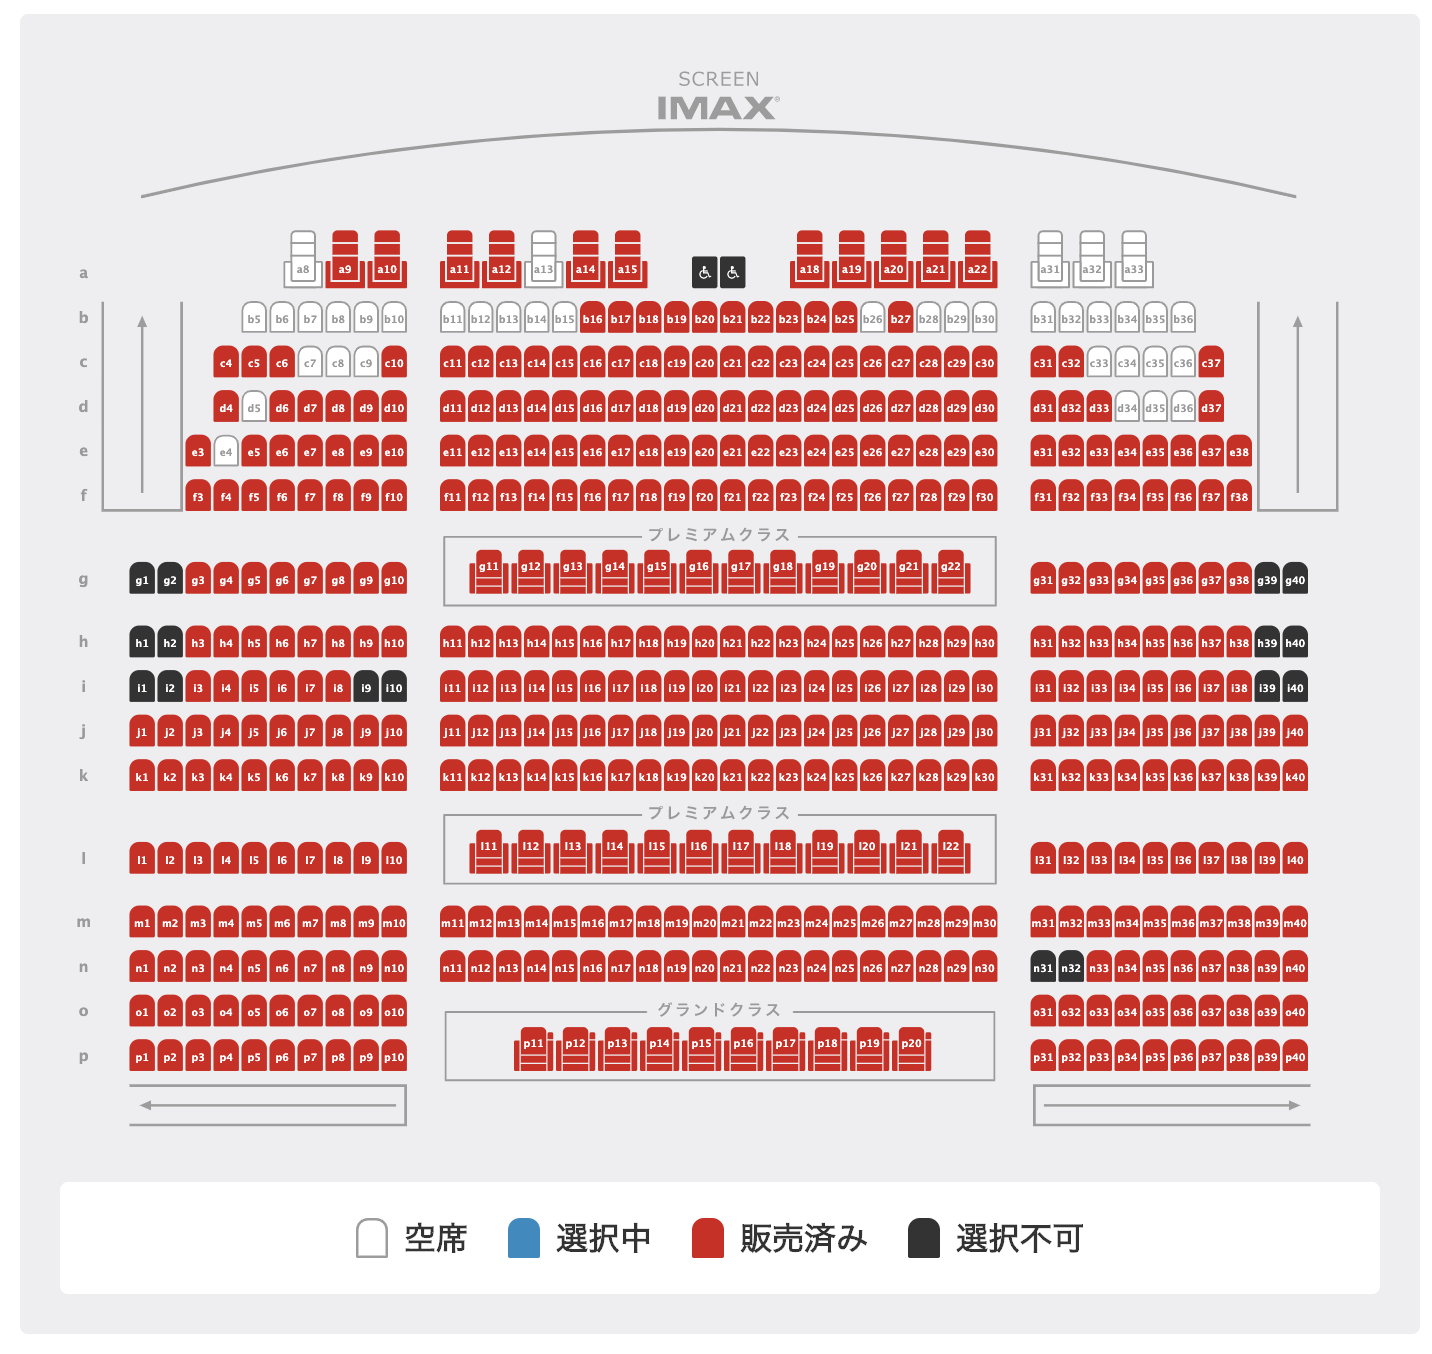 SCREEN
IMAX®
a a8 a9 a10 a11 a12 a13 a14 a15 a18 a19 a20 a21 a22 a31 a32 a33
b b5 b6 b7 b8 b9 b10 b11 b12 b13 b14 b15 b16 b17 b18 b19 b20 b21 b22 b23 b24 b25 b26 b27 b28 b29 b30 b31 b32 b33 b34 b35 b36
c c4 c5 c6 c7 c8 c9 c10 c11 c12 c13 c14 c15 c16 c17 c18 c19 c20 c21 c22 c23 c24 c25 c26 c27 c28 c29 c30 c31 c32 c33 c34 c35 c36 c37
d d4 d5 d6 d7 d8 d9 d10 d11 d12 d13 d14 d15 d16 d17 d18 d19 d20 d21 d22 d23 d24 d25 d26 d27 d28 d29 d30 d31 d32 d33 d34 d35 d36 d37
e e3 e4 e5 e6 e7 e8 e9 e10 e11 e12 e13 e14 e15 e16 e17 e18 e19 e20 e21 e22 e23 e24 e25 e26 e27 e28 e29 e30 e31 e32 e33 e34 e35 e36 e37 e38
f f3 f4 f5 f6 f7 f8 f9 f10 f11 f12 f13 f14 f15 f16 f17 f18 f19 f20 f21 f22 f23 f24 f25 f26 f27 f28 f29 f30 f31 f32 f33 f34 f35 f36 f37 f38
プレミアムクラス
g g1 g2 g3 g4 g5 g6 g7 g8 g9 g10 g11 g12 g13 g14 g15 g16 g17 g18 g19 g20 g21 g22 g31 g32 g33 g34 g35 g36 g37 g38 g39 g40
h h1 h2 h3 h4 h5 h6 h7 h8 h9 h10 h11 h12 h13 h14 h15 h16 h17 h18 h19 h20 h21 h22 h23 h24 h25 h26 h27 h28 h29 h30 h31 h32 h33 h34 h35 h36 h37 h38 h39 h40
i i1 i2 i3 i4 i5 i6 i7 i8 i9 i10 i11 i12 i13 i14 i15 i16 i17 i18 i19 i20 i21 i22 i23 i24 i25 i26 i27 i28 i29 i30 i31 i32 i33 i34 i35 i36 i37 i38 i39 i40
j j1 j2 j3 j4 j5 j6 j7 j8 j9 j10 j11 j12 j13 j14 j15 j16 j17 j18 j19 j20 j21 j22 j23 j24 j25 j26 j27 j28 j29 j30 j31 j32 j33 j34 j35 j36 j37 j38 j39 j40
k k1 k2 k3 k4 k5 k6 k7 k8 k9 k10 k11 k12 k13 k14 k15 k16 k17 k18 k19 k20 k21 k22 k23 k24 k25 k26 k27 k28 k29 k30 k31 k32 k33 k34 k35 k36 k37 k38 k39 k40
プレミアムクラス
l l1 l2 l3 l4 l5 l6 l7 l8 l9 l10 l11 l12 l13 l14 l15 l16 l17 l18 l19 l20 l21 l22 l31 l32 l33 l34 l35 l36 l37 l38 l39 l40
m m1 m2 m3 m4 m5 m6 m7 m8 m9 m10 m11 m12 m13 m14 m15 m16 m17 m18 m19 m20 m21 m22 m23 m24 m25 m26 m27 m28 m29 m30 m31 m32 m33 m34 m35 m36 m37 m38 m39 m40
n n1 n2 n3 n4 n5 n6 n7 n8 n9 n10 n11 n12 n13 n14 n15 n16 n17 n18 n19 n20 n21 n22 n23 n24 n25 n26 n27 n28 n29 n30 n31 n32 n33 n34 n35 n36 n37 n38 n39 n40
グランドクラス
o o1 o2 o3 o4 o5 o6 o7 o8 o9 o10 o31 o32 o33 o34 o35 o36 o37 o38 o39 o40
p p1 p2 p3 p4 p5 p6 p7 p8 p9 p10 p11 p12 p13 p14 p15 p16 p17 p18 p19 p20 p31 p32 p33 p34 p35 p36 p37 p38 p39 p40
空席 選択中 販売済み 選択不可